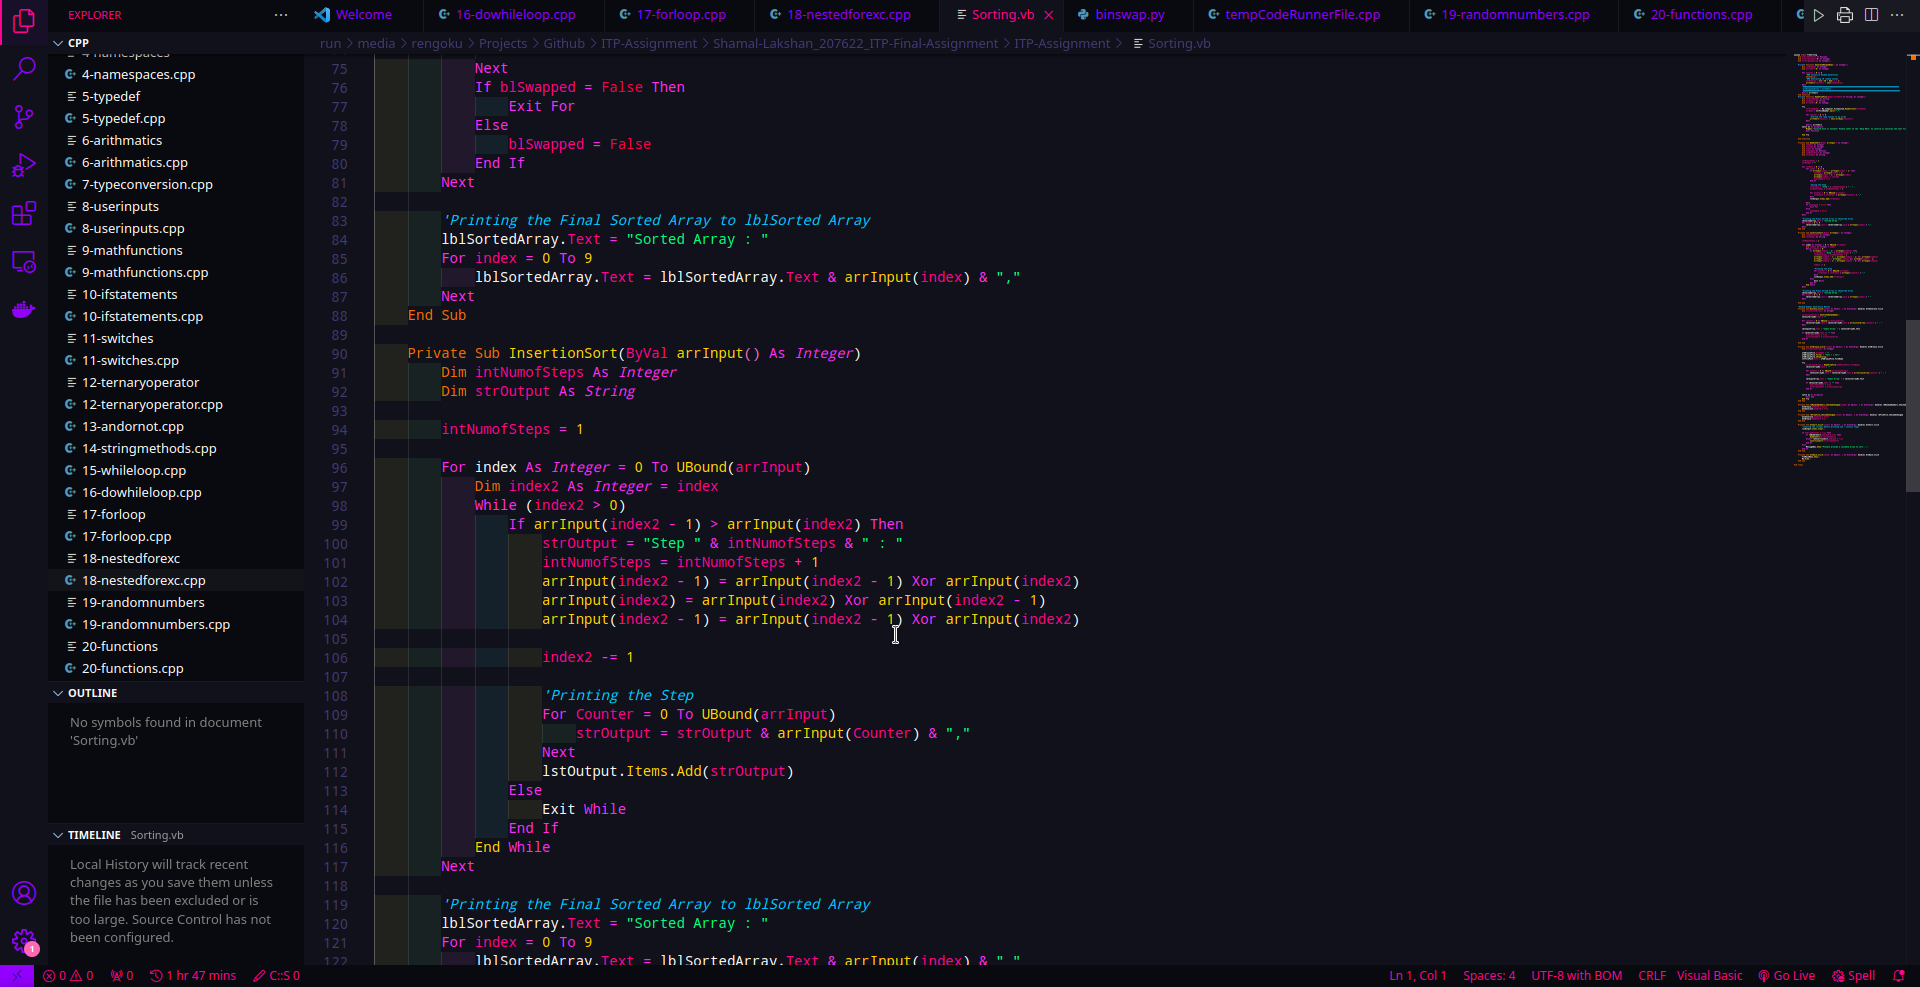 EXPLORER
Welcome
16-dowhileloop.cpp
17-forloop.cpp
18-nestedforexc.cpp
Sorting.vb
binswap.py
tempCodeRunnerFile.cpp
19-randomnumbers.cpp
20-functions.cpp
run > media > rengoku > Projects > Github > ITP-Assignment > Shamal-Lakshan_207622_ITP-Final-Assignment > ITP-Assignment > Sorting.vb
CPP
4-namespaces
4-namespaces.cpp
5-typedef
5-typedef.cpp
6-arithmatics
6-arithmatics.cpp
7-typeconversion.cpp
8-userinputs
8-userinputs.cpp
9-mathfunctions
9-mathfunctions.cpp
10-ifstatements
10-ifstatements.cpp
11-switches
11-switches.cpp
12-ternaryoperator
12-ternaryoperator.cpp
13-andornot.cpp
14-stringmethods.cpp
15-whileloop.cpp
16-dowhileloop.cpp
17-forloop
17-forloop.cpp
18-nestedforexc
18-nestedforexc.cpp
19-randomnumbers
19-randomnumbers.cpp
20-functions
20-functions.cpp
OUTLINE
No symbols found in document
'Sorting.vb'
TIMELINE Sorting.vb
Local History will track recent
changes as you save them unless
the file has been excluded or is
too large. Source Control has not
been configured.
75 Next
76 If blSwapped = False Then
77 Exit For
78 Else
79 blSwapped = False
80 End If
81 Next
82
83 'Printing the Final Sorted Array to lblSorted Array
84 lblSortedArray.Text = "Sorted Array : "
85 For index = 0 To 9
86 lblSortedArray.Text = lblSortedArray.Text & arrInput(index) & ","
87 Next
88 End Sub
89
90 Private Sub InsertionSort(ByVal arrInput() As Integer)
91 Dim intNumofSteps As Integer
92 Dim strOutput As String
93
94 intNumofSteps = 1
95
96 For index As Integer = 0 To UBound(arrInput)
97 Dim index2 As Integer = index
98 While (index2 > 0)
99 If arrInput(index2 - 1) > arrInput(index2) Then
100 strOutput = "Step " & intNumofSteps & " : "
101 intNumofSteps = intNumofSteps + 1
102 arrInput(index2 - 1) = arrInput(index2 - 1) Xor arrInput(index2)
103 arrInput(index2) = arrInput(index2) Xor arrInput(index2 - 1)
104 arrInput(index2 - 1) = arrInput(index2 - 1) Xor arrInput(index2)
105
106 index2 -= 1
107
108 'Printing the Step
109 For Counter = 0 To UBound(arrInput)
110 strOutput = strOutput & arrInput(Counter) & ","
111 Next
112 lstOutput.Items.Add(strOutput)
113 Else
114 Exit While
115 End If
116 End While
117 Next
118
119 'Printing the Final Sorted Array to lblSorted Array
120 lblSortedArray.Text = "Sorted Array : "
121 For index = 0 To 9
122 lblSortedArray.Text = lblSortedArray.Text & arrInput(index) & ","
1
0 0 0 1 hr 47 mins C::S 0
Ln 1, Col 1 Spaces: 4 UTF-8 with BOM CRLF Visual Basic Go Live Spell